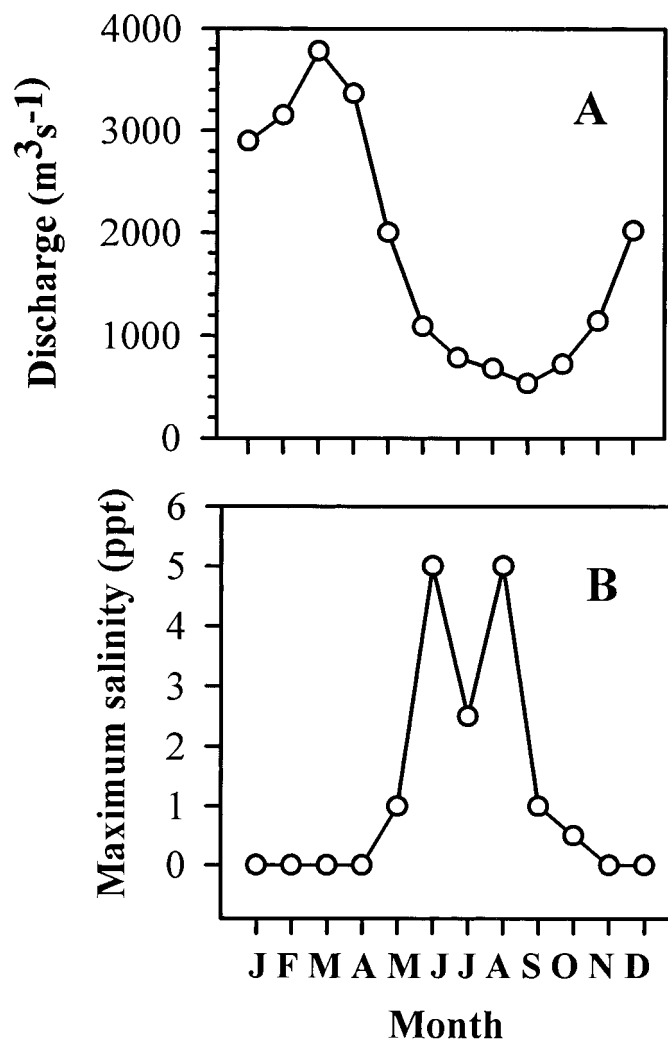 4000
3000
2000
1000
0
Discharge (m3s-1)
A
6
5
4
3
2
1
0
Maximum salinity (ppt)
B
J F M A M J J A S O N D
Month